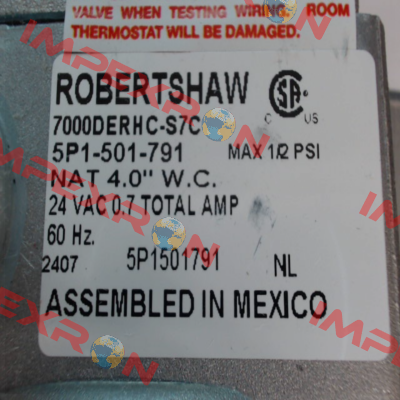 VALVE WHEN TESTING WIRING. ROOM
THERMOSTAT WILL BE DAMAGED.
ROBERTSHAW
7000DERHC-S7C
C US
5P1-501-791 MAX 1/2 PSI
NAT 4.0" W.C.
24 VAC 0.7 TOTAL AMP
60 Hz.
2407 5P1501791 NL
ASSEMBLED IN MEXICO
IMPEXRON